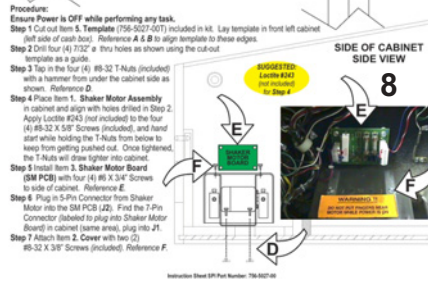 Procedure:
Ensure Power is OFF while performing any task.
Step 1 Cut out Item 5. Template (756-5027-00T) included in kit. Lay template in front left cabinet
(left side of cash box). Reference A & B to align template to these edges.
Step 2 Drill four (4) 7/32" ø thru holes as shown using the cut-out
template as a guide.
Step 3 Tap in the four (4) #8-32 T-Nuts (included)
with a hammer from under the cabinet side as
shown. Reference D.
Step 4 Place Item 1. Shaker Motor Assembly
in cabinet and align with holes drilled in Step 2.
Apply Loctite #243 (not included) to the four
(4) #8-32 X 5/8" Screws (included), and hand
start while holding the T-Nuts from below to
keep from getting pushed out. Once tightened,
the T-Nuts will draw tighter into cabinet.
Step 5 Install Item 3. Shaker Motor Board
(SM PCB) with four (4) #6 X 3/4" Screws
to side of cabinet. Reference E.
Step 6 Plug in 5-Pin Connector from Shaker
Motor into the SM PCB (J2). Find the 7-Pin
Connector (labeled to plug into Shaker Motor
Board) in cabinet (same area), plug into J1.
Step 7 Attach Item 2. Cover with two (2)
#8-32 X 3/8" Screws (included). Reference F.
SUGGESTED:
Loctite #243
(not included)
for Step 4
SIDE OF CABINET
SIDE VIEW
8
E
E
SHAKER
MOTOR
BOARD
F
F
WARNING
DO NOT PUT FINGERS NEAR
MOTOR WHILE POWER IS ON
D
Instruction Sheet SPI Part Number: 756-5027-00